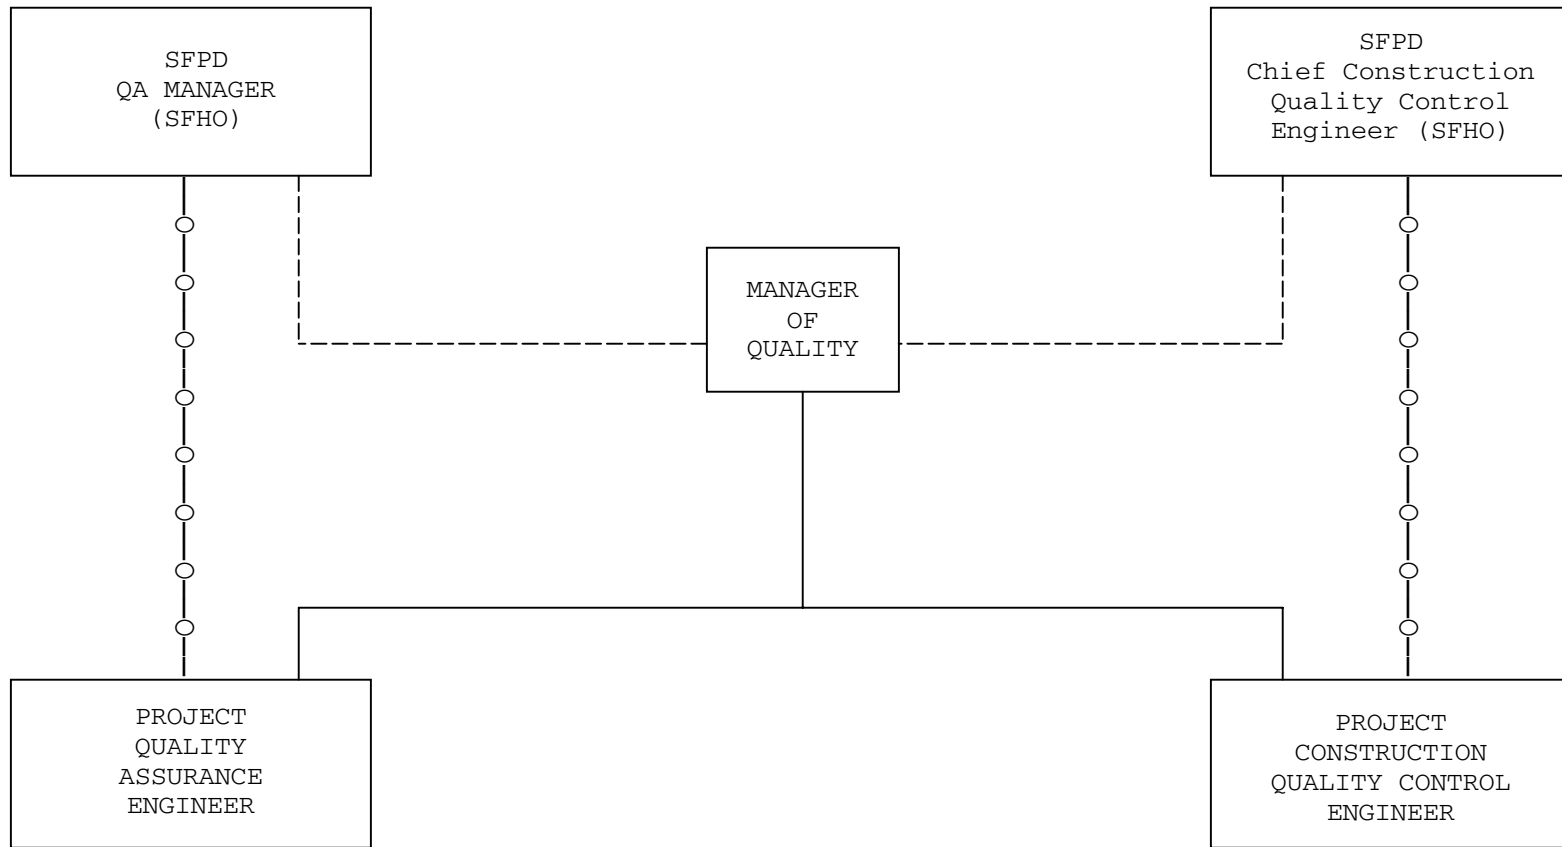 SFPD
QA MANAGER
(SFHO)
SFPD
Chief Construction
Quality Control
Engineer (SFHO)
MANAGER
OF
QUALITY
PROJECT
QUALITY
ASSURANCE
ENGINEER
PROJECT
CONSTRUCTION
QUALITY CONTROL
ENGINEER